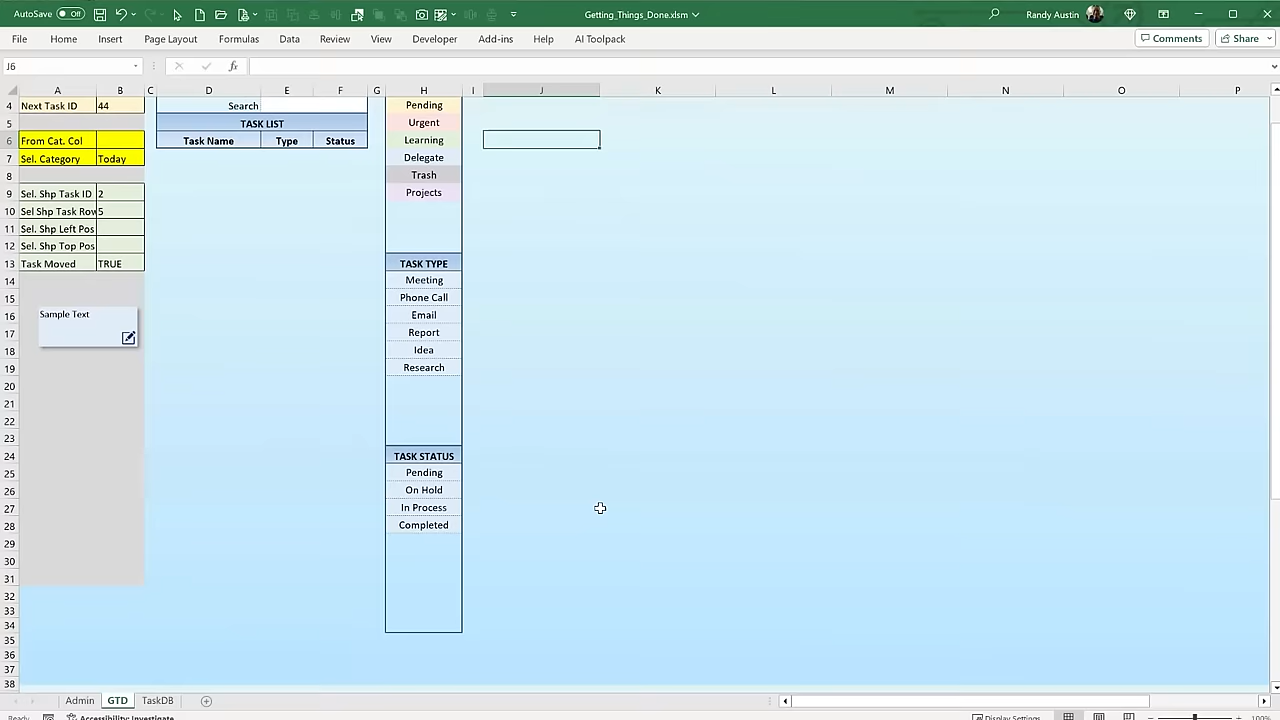 AutoSave Off
Getting_Things_Done.xlsm
Randy Austin
File Home Insert Page Layout Formulas Data Review View Developer Add-ins Help AI Toolpack
Comments Share
J6 fx
A B C D E F G H I J K L M N O P
4 Next Task ID 44 Search Pending
5 TASK LIST Urgent
6 From Cat. Col Task Name Type Status Learning
7 Sel. Category Today Delegate
8 Trash
9 Sel. Shp Task ID 2 Projects
10 Sel Shp Task Row 5
11 Sel. Shp Left Pos
12 Sel. Shp Top Pos
13 Task Moved TRUE TASK TYPE
14 Meeting
15 Phone Call
16 Sample Text Email
17 Report
18 Idea
19 Research
20
21
22
23
24 TASK STATUS
25 Pending
26 On Hold
27 In Process
28 Completed
29
30
31
32
33
34
35
36
37
38
Admin GTD TaskDB
Ready Accessibility: Investigate Display Settings 100%